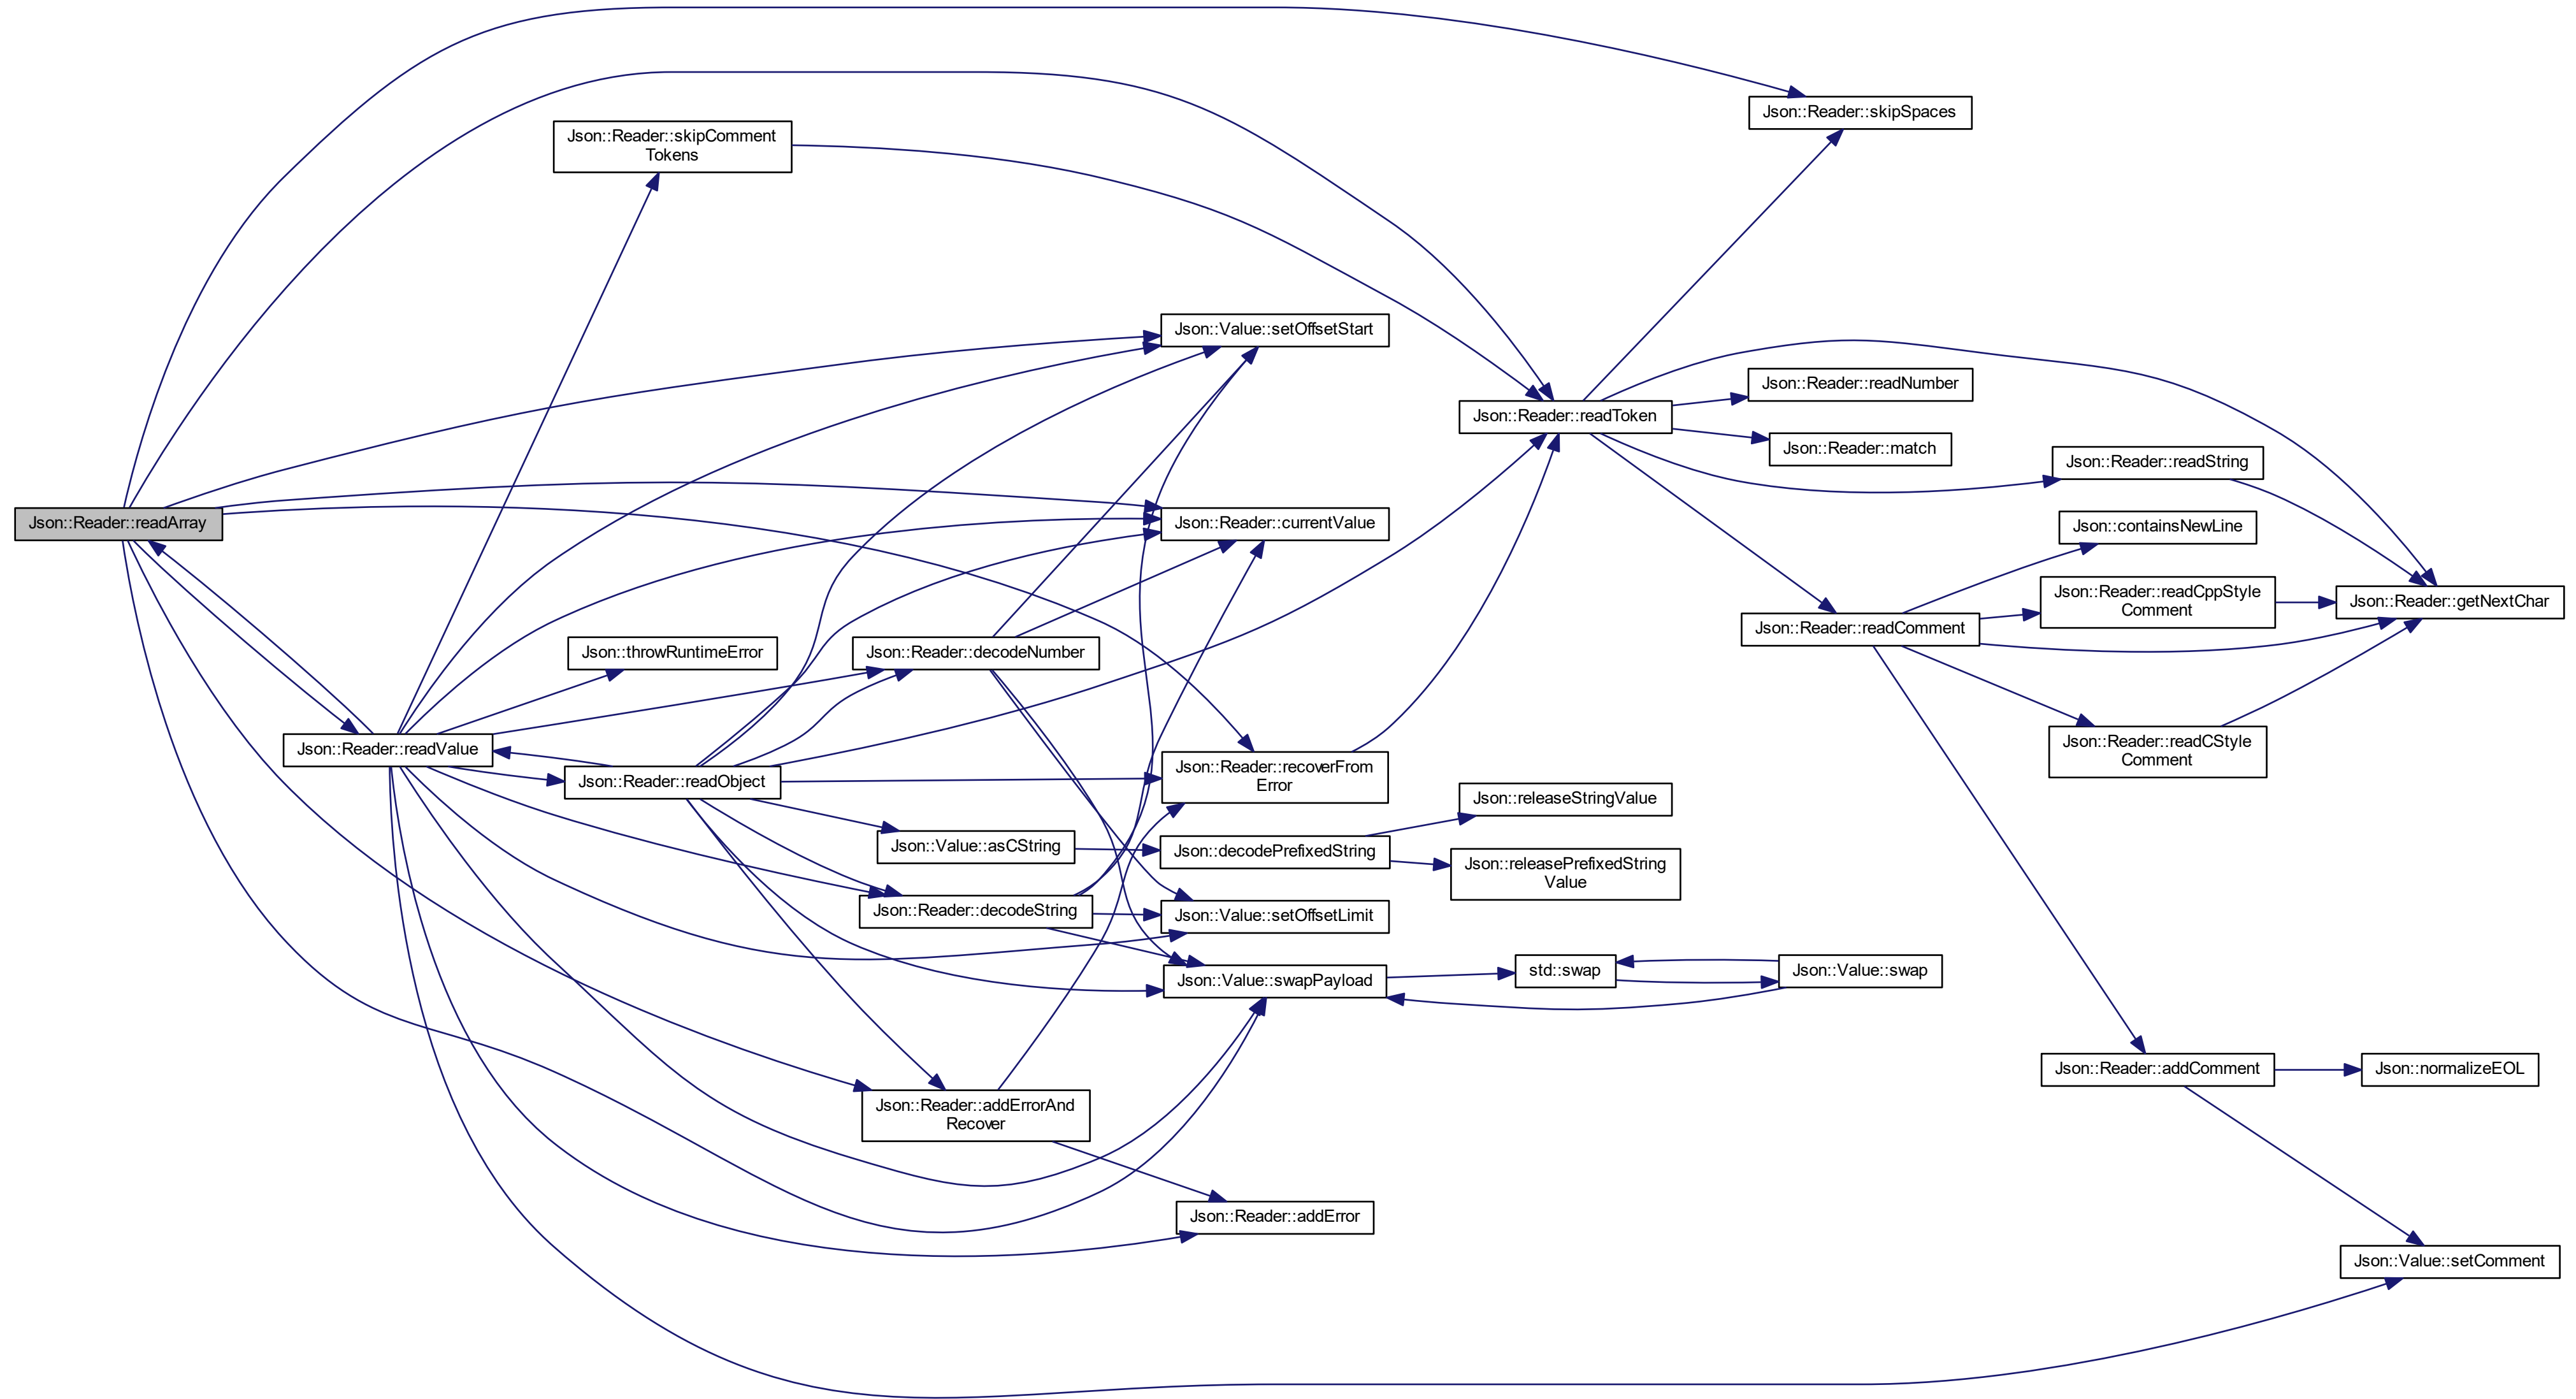 Json::Reader::skipSpaces
Json::Reader::skipComment
Tokens
Json::Value::setOffsetStart
Json::Reader::readNumber
Json::Reader::readToken
Json::Reader::match
Json::Reader::readString
Json::Reader::readArray
Json::Reader::currentValue
Json::containsNewLine
Json::Reader::readCppStyle
Comment
Json::Reader::getNextChar
Json::Reader::readComment
Json::throwRuntimeError
Json::Reader::decodeNumber
Json::Reader::readValue
Json::Reader::readCStyle
Comment
Json::Reader::readObject
Json::Reader::recoverFrom
Error
Json::releaseStringValue
Json::Value::asCString
Json::decodePrefixedString
Json::releasePrefixedString
Value
Json::Reader::decodeString
Json::Value::setOffsetLimit
Json::Value::swapPayload
std::swap
Json::Value::swap
Json::Reader::addComment
Json::normalizeEOL
Json::Reader::addErrorAnd
Recover
Json::Reader::addError
Json::Value::setComment